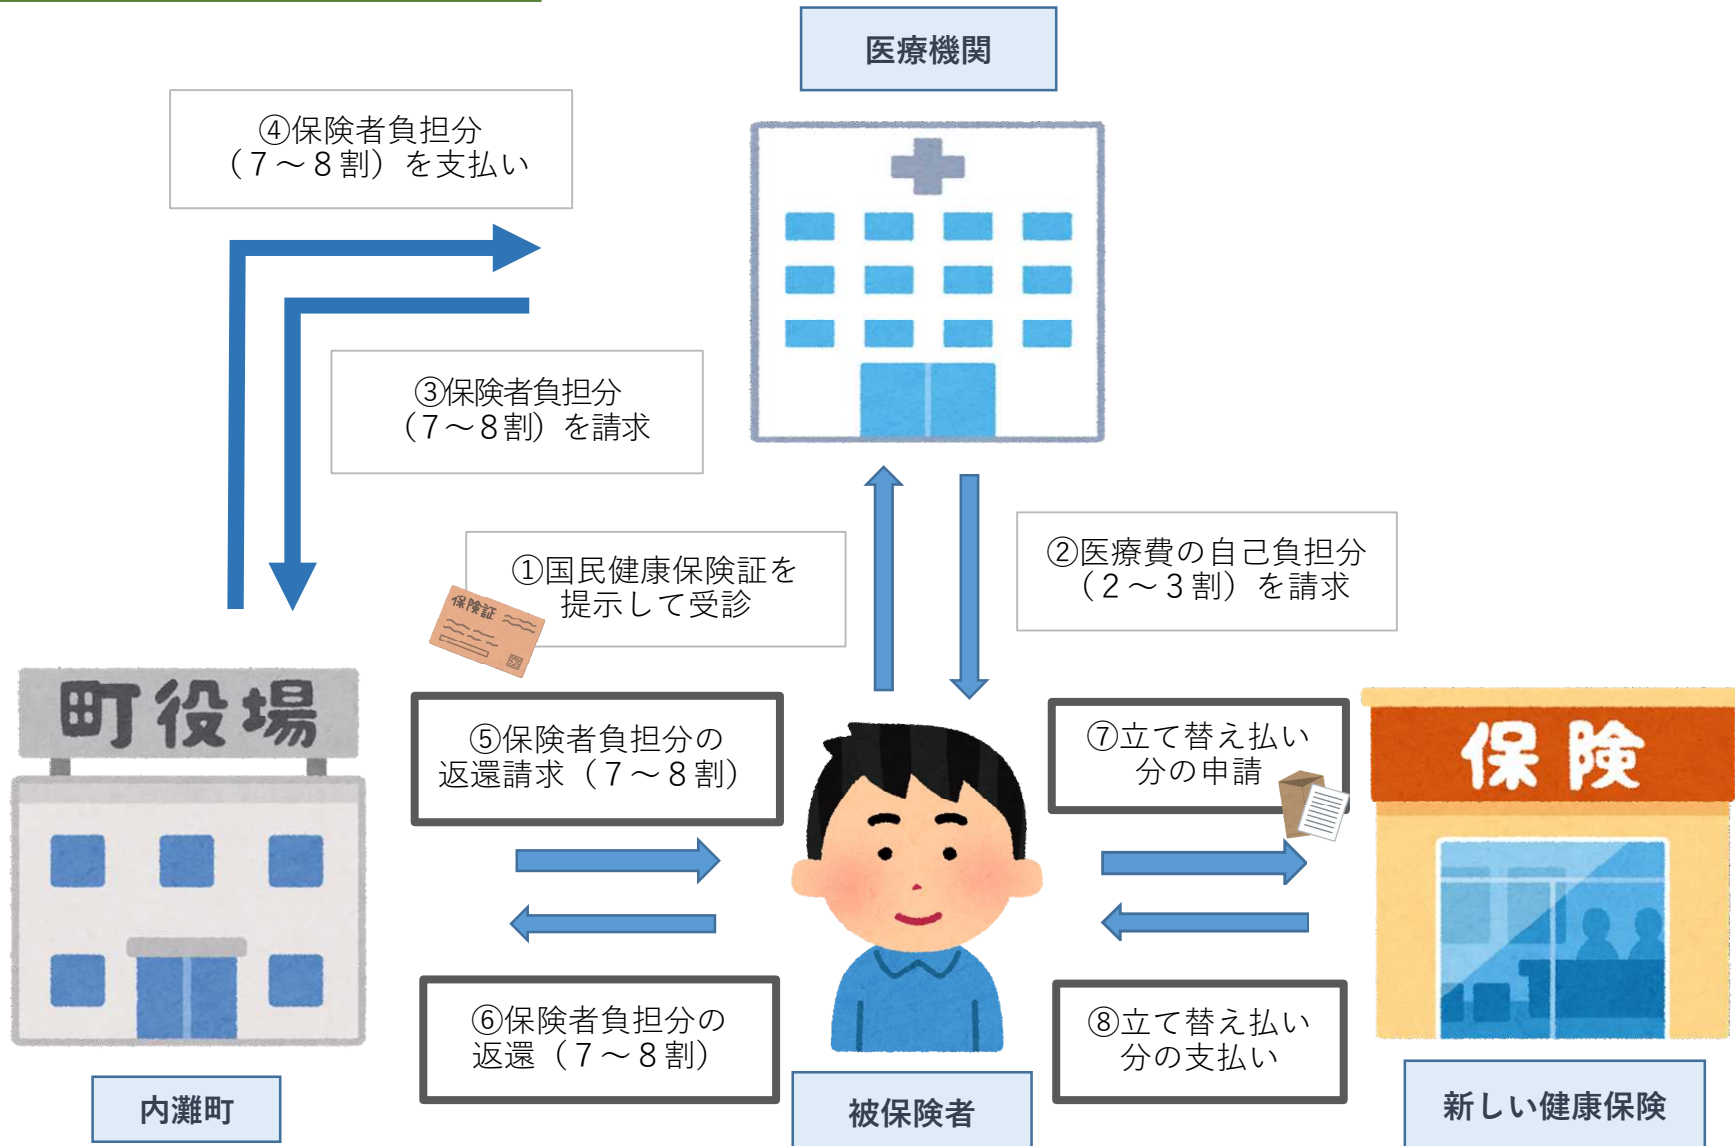 医療機関
④保険者負担分
（７～８割）を支払い
③保険者負担分
（７～８割）を請求
①国民健康保険証を
提示して受診
保険証
②医療費の自己負担分
（２～３割）を請求
町役場
⑤保険者負担分の
返還請求（７～８割）
⑦立て替え払い
分の申請
保険
⑥保険者負担分の
返還（７～８割）
⑧立て替え払い
分の支払い
内灘町
被保険者
新しい健康保険